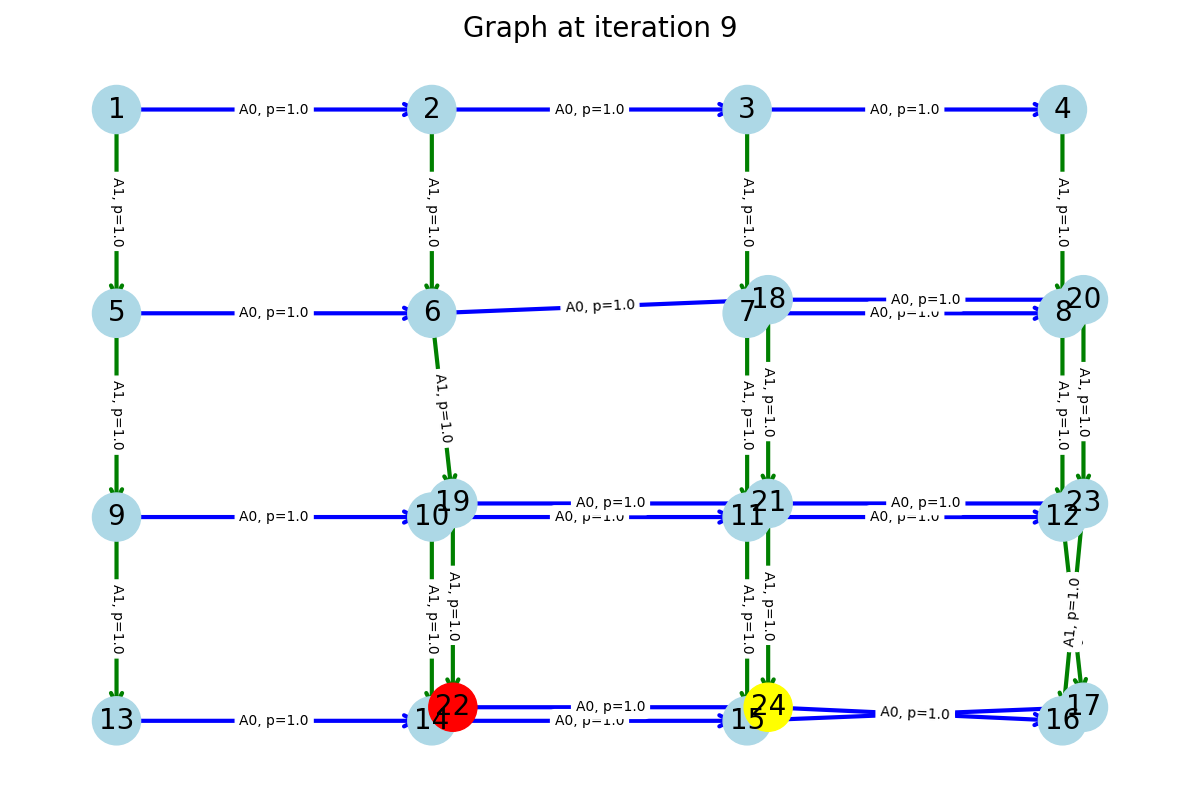 Graph at iteration 9
1 A0, p=1.0 2 A0, p=1.0 3 A0, p=1.0 4
A1, p=1.0 A1, p=1.0 A1, p=1.0 A1, p=1.0
18 A0, p=1.0 20
5 A0, p=1.0 6 A0, p=1.0 7 A0, p=1.0 8
A1, p=1.0 A1, p=1.0 A1, p=1.0 A1, p=1.0 A1, p=1.0 A1, p=1.0
19 A0, p=1.0 21 A0, p=1.0 23
9 A0, p=1.0 10 A0, p=1.0 11 A0, p=1.0 12
A1, p=1.0 A1, p=1.0 A1, p=1.0 A1, p=1.0 A1, p=1.0 A1, p=1.0
22 A0, p=1.0 24 A0, p=1.0 17
13 A0, p=1.0 14 A0, p=1.0 15 16